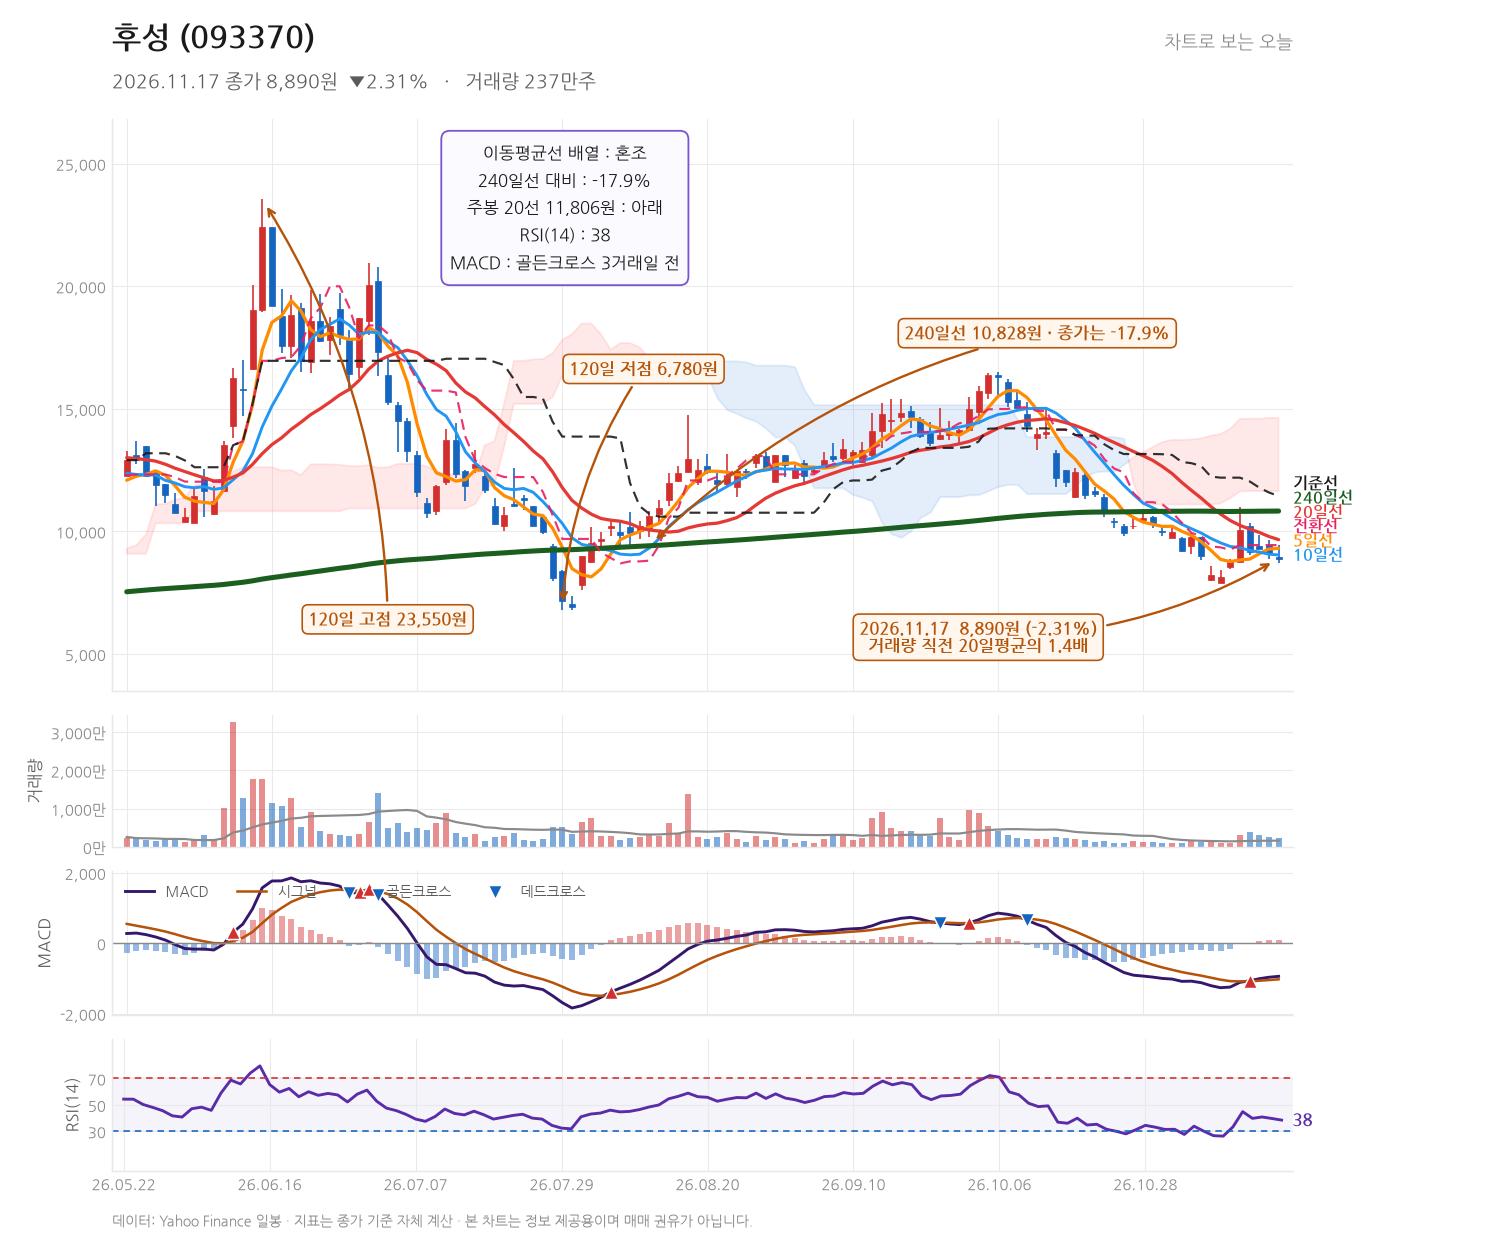 후성 (093370)
차트로 보는 오늘
2026.11.17 종가 8,890원 ▼2.31% · 거래량 237만주
이동평균선 배열 : 혼조
240일선 대비 : -17.9%
주봉 20선 11,806원 : 아래
RSI(14) : 38
MACD : 골든크로스 3거래일 전
240일선 10,828원 · 종가는 -17.9%
120일 저점 6,780원
120일 고점 23,550원
2026.11.17 8,890원 (-2.31%)
거래량 직전 20일평균의 1.4배
25,000
20,000
15,000
10,000
5,000
기준선
240일선
20일선
전환선
5일선
10일선
거래량
3,000만
2,000만
1,000만
0만
MACD
2,000
0
-2,000
MACD
시그널
골든크로스
데드크로스
RSI(14)
70
50
30
38
26.05.22
26.06.16
26.07.07
26.07.29
26.08.20
26.09.10
26.10.06
26.10.28
데이터: Yahoo Finance 일봉 · 지표는 종가 기준 자체 계산 · 본 차트는 정보 제공용이며 매매 권유가 아닙니다.